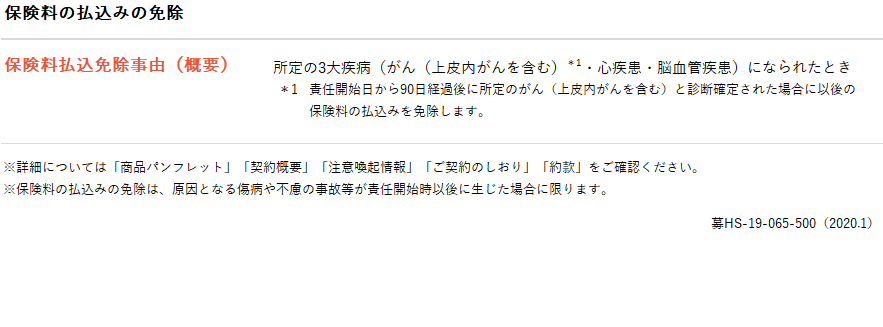 保険料の払込みの免除
保険料払込免除事由（概要）
所定の3大疾病（がん（上皮内がんを含む）*1・心疾患・脳血管疾患）になられたとき
*1 責任開始日から90日経過後に所定のがん（上皮内がんを含む）と診断確定された場合に以後の
保険料の払込みを免除します。
※詳細については「商品パンフレット」「契約概要」「注意喚起情報」「ご契約のしおり」「約款」をご確認ください。
※保険料の払込みの免除は、原因となる傷病や不慮の事故等が責任開始時以後に生じた場合に限ります。
募HS-19-065-500（2020.1）